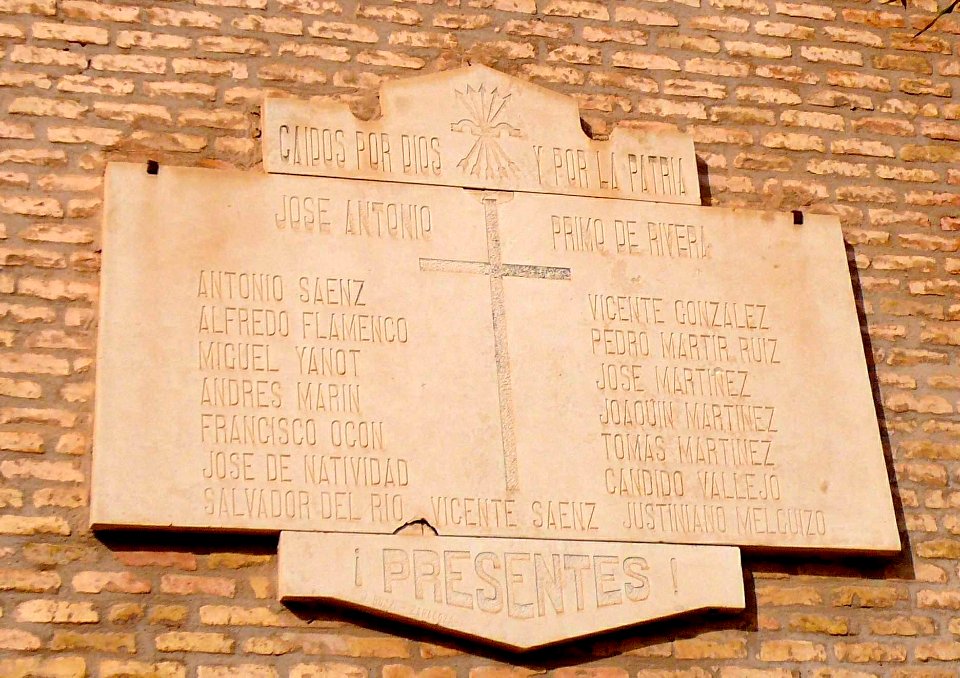 CAIDOS POR DIOS Y POR LA PATRIA
JOSE ANTONIO PRIMO DE RIVERA
ANTONIO SAENZ
ALFREDO FLAMENCO
MIGUEL YANOT
ANDRES MARIN
FRANCISCO OCON
JOSE DE NATIVIDAD
VICENTE GONZALEZ
PEDRO MARTIR RUIZ
JOSE MARTIÑEZ
JOAQUIN MARTINEZ
TOMAS MARTINEZ
CANDIDO VALLEJO
SALVADOR DEL RIO VICENTE SAENZ JUSTINIANO MELGUIZO
¡PRESENTES!